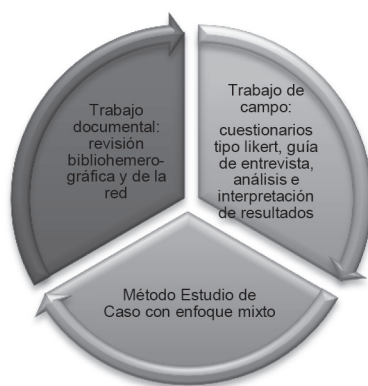 Trabajo
documental:
revisión
bibliohemero-
gráfica y de la
red
Trabajo de
campo:
cuestionarios
tipo likert, guía
de entrevista,
análisis e
interpretación
de resultados
Método Estudio de
Caso con enfoque mixto